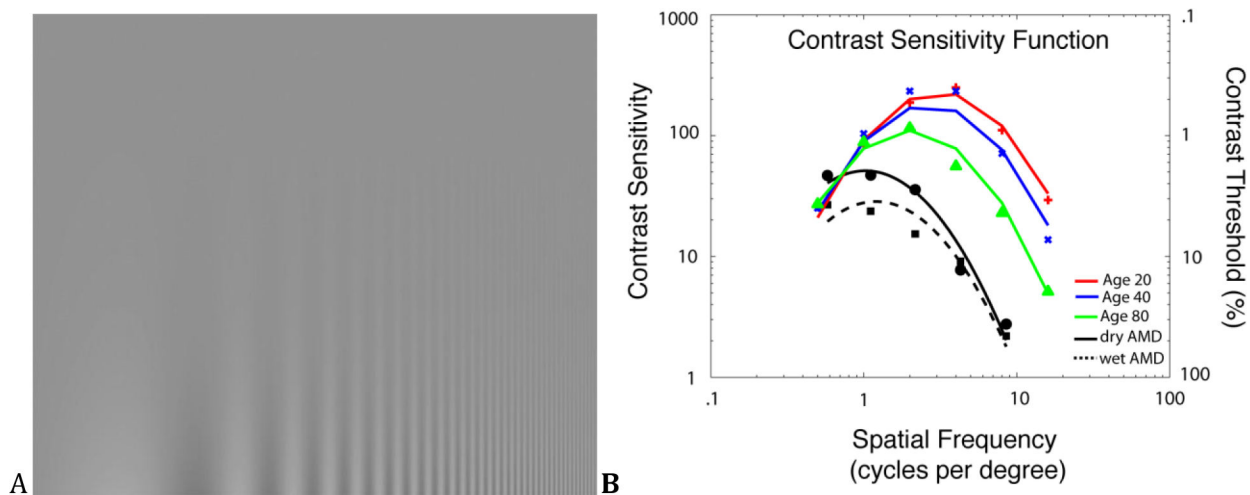 A
B
Contrast Sensitivity Function
Contrast Sensitivity
1000
100
10
1
.1
1
10
100
Spatial Frequency
(cycles per degree)
.1
1
10
100
Contrast Threshold (%)
Age 20
Age 40
Age 80
dry AMD
wet AMD